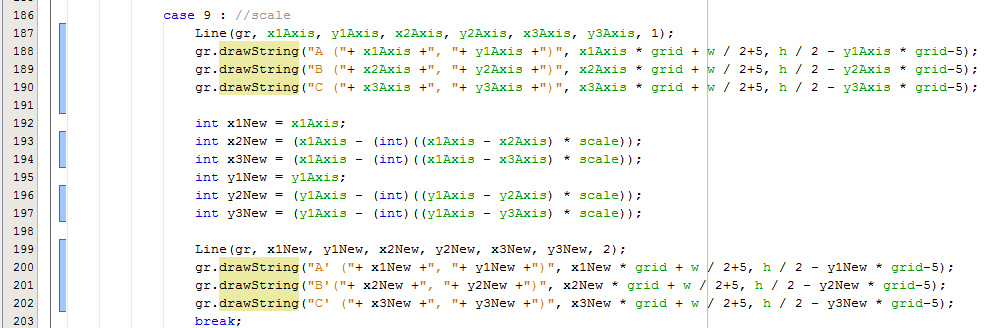 186 case 9 : //scale
187 Line(gr, x1Axis, y1Axis, x2Axis, y2Axis, x3Axis, y3Axis, 1);
188 gr.drawString("A ("+ x1Axis +", "+ y1Axis +")", x1Axis * grid + w / 2+5, h / 2 - y1Axis * grid-5);
189 gr.drawString("B ("+ x2Axis +", "+ y2Axis +")", x2Axis * grid + w / 2+5, h / 2 - y2Axis * grid-5);
190 gr.drawString("C ("+ x3Axis +", "+ y3Axis +")", x3Axis * grid + w / 2+5, h / 2 - y3Axis * grid-5);
191
192 int x1New = x1Axis;
193 int x2New = (x1Axis - (int)((x1Axis - x2Axis) * scale));
194 int x3New = (x1Axis - (int)((x1Axis - x3Axis) * scale));
195 int y1New = y1Axis;
196 int y2New = (y1Axis - (int)((y1Axis - y2Axis) * scale));
197 int y3New = (y1Axis - (int)((y1Axis - y3Axis) * scale));
198
199 Line(gr, x1New, y1New, x2New, y2New, x3New, y3New, 2);
200 gr.drawString("A' ("+ x1New +", "+ y1New +")", x1New * grid + w / 2+5, h / 2 - y1New * grid-5);
201 gr.drawString("B'("+ x2New +", "+ y2New +")", x2New * grid + w / 2+5, h / 2 - y2New * grid-5);
202 gr.drawString("C' ("+ x3New +", "+ y3New +")", x3New * grid + w / 2+5, h / 2 - y3New * grid-5);
203 break;